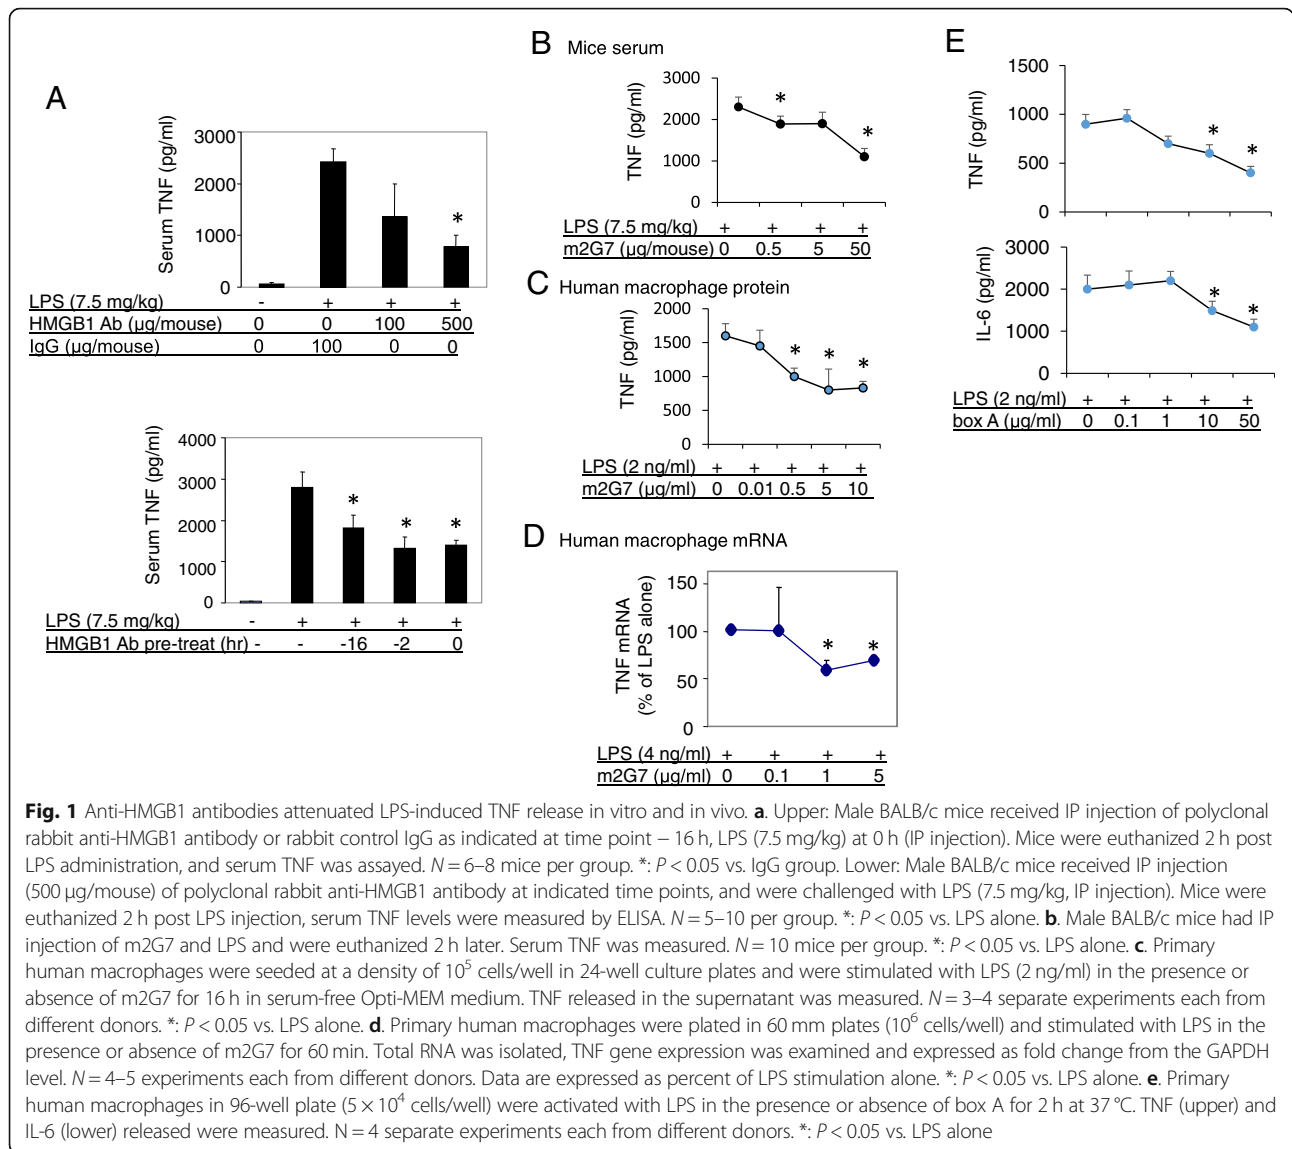 A
Serum TNF (pg/ml)
3000
2000
1000
0
*
LPS (7.5 mg/kg) - + + +
HMGB1 Ab (µg/mouse) 0 0 100 500
IgG (µg/mouse) 0 100 0 0
Serum TNF (pg/ml)
4000
3000
2000
1000
0
* * *
LPS (7.5 mg/kg) - + + + +
HMGB1 Ab pre-treat (hr) - - -16 -2 0
B Mice serum
TNF (pg/ml)
3000
2000
1000
0
* *
LPS (7.5 mg/kg) + + + +
m2G7 (µg/mouse) 0 0.5 5 50
C Human macrophage protein
TNF (pg/ml)
2000
1500
1000
500
0
* * *
LPS (2 ng/ml) + + + + +
m2G7 (µg/ml) 0 0.01 0.5 5 10
D Human macrophage mRNA
TNF mRNA
(% of LPS alone)
150
100
50
0
* *
LPS (4 ng/ml) + + + +
m2G7 (µg/ml) 0 0.1 1 5
E
TNF (pg/ml)
1500
1000
500
0
* *
IL-6 (pg/ml)
3000
2000
1000
0
* *
LPS (2 ng/ml) + + + + +
box A (µg/ml) 0 0.1 1 10 50
Fig. 1 Anti-HMGB1 antibodies attenuated LPS-induced TNF release in vitro and in vivo. a. Upper: Male BALB/c mice received IP injection of polyclonal
rabbit anti-HMGB1 antibody or rabbit control IgG as indicated at time point − 16 h, LPS (7.5 mg/kg) at 0 h (IP injection). Mice were euthanized 2 h post
LPS administration, and serum TNF was assayed. N = 6–8 mice per group. *: P < 0.05 vs. IgG group. Lower: Male BALB/c mice received IP injection
(500 µg/mouse) of polyclonal rabbit anti-HMGB1 antibody at indicated time points, and were challenged with LPS (7.5 mg/kg, IP injection). Mice were
euthanized 2 h post LPS injection, serum TNF levels were measured by ELISA. N = 5–10 per group. *: P < 0.05 vs. LPS alone. b. Male BALB/c mice had IP
injection of m2G7 and LPS and were euthanized 2 h later. Serum TNF was measured. N = 10 mice per group. *: P < 0.05 vs. LPS alone. c. Primary
human macrophages were seeded at a density of 10⁵ cells/well in 24-well culture plates and were stimulated with LPS (2 ng/ml) in the presence or
absence of m2G7 for 16 h in serum-free Opti-MEM medium. TNF released in the supernatant was measured. N = 3–4 separate experiments each from
different donors. *: P < 0.05 vs. LPS alone. d. Primary human macrophages were plated in 60 mm plates (10⁶ cells/well) and stimulated with LPS in the
presence or absence of m2G7 for 60 min. Total RNA was isolated, TNF gene expression was examined and expressed as fold change from the GAPDH
level. N = 4–5 experiments each from different donors. Data are expressed as percent of LPS stimulation alone. *: P < 0.05 vs. LPS alone. e. Primary
human macrophages in 96-well plate (5 × 10⁴ cells/well) were activated with LPS in the presence or absence of box A for 2 h at 37 °C. TNF (upper) and
IL-6 (lower) released were measured. N = 4 separate experiments each from different donors. *: P < 0.05 vs. LPS alone